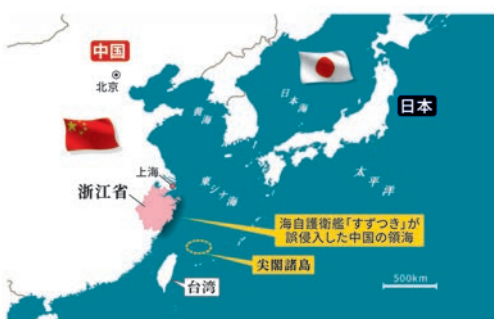 中国
北京
日本海
日本
黄海
上海
東シナ海
太平洋
浙江省
海自護衛艦「すずつき」が
誤侵入した中国の領海
尖閣諸島
台湾
500km